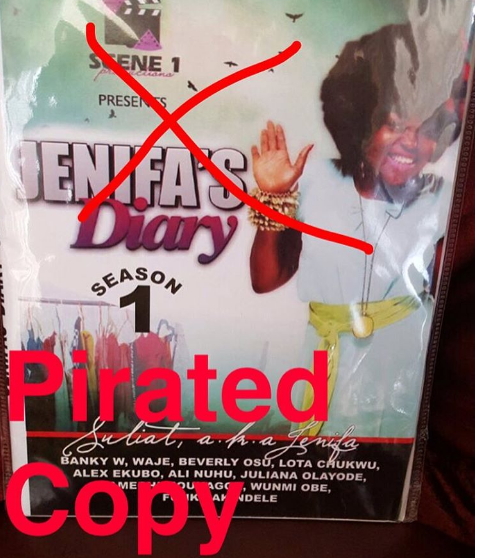 SCENE 1
productions
PRESENTS
JENIFA'S
Diary
SEASON
1
Pirated
Suliat, a.k.a Jenifa
BANKY W, WAJE, BEVERLY OSU, LOTA CHUKWU,
ALEX EKUBO, ALI NUHU, JULIANA OLAYODE,
WUNMI OBE,
Copy